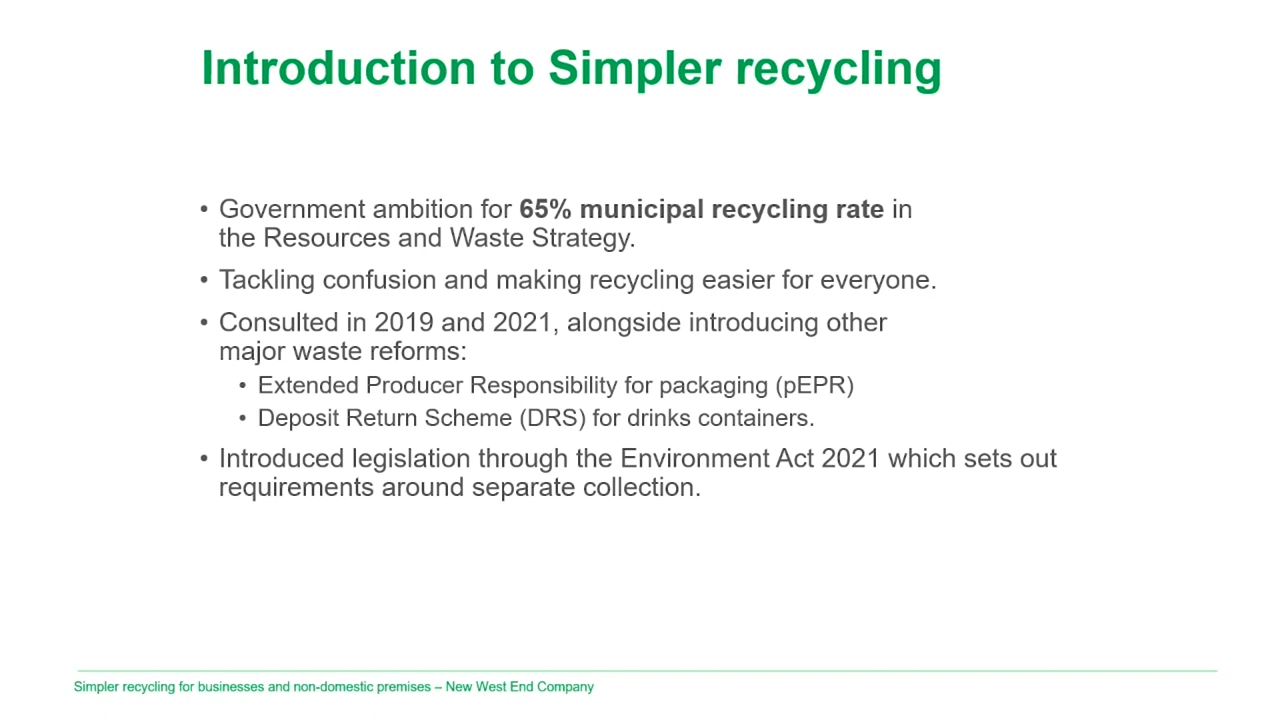 Introduction to Simpler recycling
• Government ambition for 65% municipal recycling rate in
the Resources and Waste Strategy.
• Tackling confusion and making recycling easier for everyone.
• Consulted in 2019 and 2021, alongside introducing other
major waste reforms:
• Extended Producer Responsibility for packaging (pEPR)
• Deposit Return Scheme (DRS) for drinks containers.
• Introduced legislation through the Environment Act 2021 which sets out
requirements around separate collection.
Simpler recycling for businesses and non-domestic premises – New West End Company